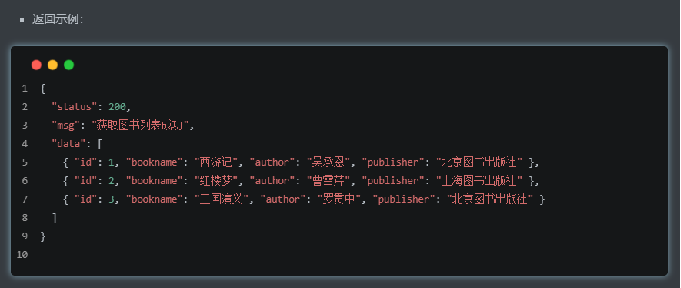 ▪ 返回示例:
1 {
2 "status": 200,
3 "msg": "获取图书列表成功",
4 "data": [
5 { "id": 1, "bookname": "西游记", "author": "吴承恩", "publisher": "北京图书出版社" },
6 { "id": 2, "bookname": "红楼梦", "author": "曹雪芹", "publisher": "上海图书出版社" },
7 { "id": 3, "bookname": "三国演义", "author": "罗贯中", "publisher": "北京图书出版社" }
8 ]
9 }
10